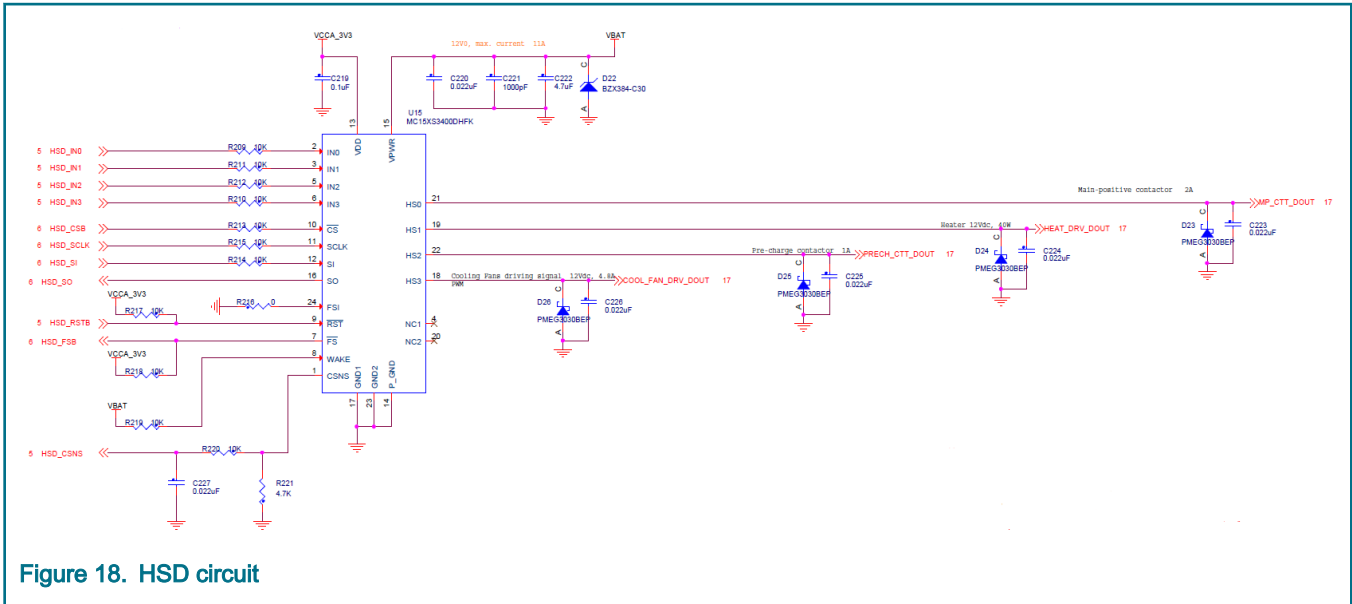 VCCA_3V3
12V0, max. current 11A
VBAT
C219
0.1uF
C220
0.022uF
C221
1000pF
C222
4.7uF
D22
BZX384-C30
C
A
U15
MC15XS3400DHFK
13
15
VDD
VPWR
5 HSD_IN0
R209 10K
2
IN0
5 HSD_IN1
R211 10K
3
IN1
5 HSD_IN2
R212 10K
5
IN2
5 HSD_IN3
R210 10K
6
IN3
6 HSD_CSB
R213 10K
10
CS
6 HSD_SCLK
R215 10K
11
SCLK
6 HSD_SI
R214 10K
12
SI
6 HSD_SO
16
SO
VCCA_3V3
R216 0
24
FSI
R217 10K
5 HSD_RSTB
9
RST
6 HSD_FSB
7
FS
VCCA_3V3
8
WAKE
R218 10K
1
CSNS
VBAT
R219 10K
5 HSD_CSNS
R220 10K
C227
0.022uF
R221
4.7K
GND1
GND2
P_GND
17
23
14
HS0
21
Main-positive contactor 2A
MP_CTT_DOUT 17
C
D23
PMEG3030BEP
A
C223
0.022uF
HS1
19
Heater 12Vdc, 40W
HEAT_DRV_DOUT 17
C
D24
PMEG3030BEP
A
C224
0.022uF
HS2
22
Pre-charge contactor 1A
PRECH_CTT_DOUT 17
C
D25
PMEG3030BEP
A
C225
0.022uF
HS3
18
Cooling Fans driving signal, 12Vdc, 4.8A
PWM
COOL_FAN_DRV_DOUT 17
C
D26
PMEG3030BEP
A
C226
0.022uF
NC1
4
NC2
20
Figure 18. HSD circuit